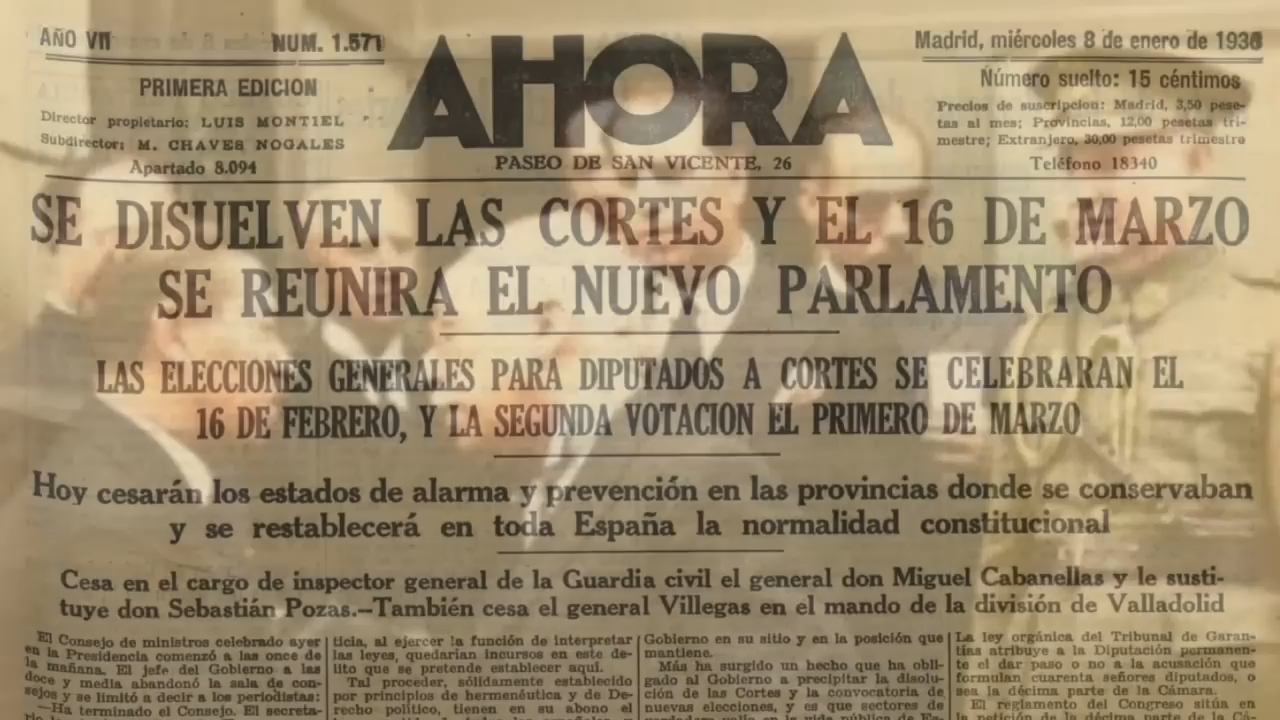 AÑO VII
NUM. 1.571
PRIMERA EDICION
Director propietario: LUIS MONTIEL
Subdirector: M. CHAVES NOGALES
Apartado 8.094
AHORA
PASEO DE SAN VICENTE, 26
Madrid, miércoles 8 de enero de 1936
Número suelto: 15 céntimos
Precios de suscripcion: Madrid, 3,50 pese-
tas al mes; Provincias, 12,00 pesetas tri-
mestre; Extranjero, 30,00 pesetas trimestre
Teléfono 18340
SE DISUELVEN LAS CORTES Y EL 16 DE MARZO
SE REUNIRA EL NUEVO PARLAMENTO
LAS ELECCIONES GENERALES PARA DIPUTADOS A CORTES SE CELEBRARAN EL
16 DE FEBRERO, Y LA SEGUNDA VOTACION EL PRIMERO DE MARZO
Hoy cesarán los estados de alarma y prevención en las provincias donde se conservaban
y se restablecerá en toda España la normalidad constitucional
Cesa en el cargo de inspector general de la Guardia civil el general don Miguel Cabanellas y le susti-
tuye don Sebastián Pozas.–También cesa el general Villegas en el mando de la división de Valladolid
El Consejo de ministros celebrado ayer
en la Presidencia comenzó a las once de
la mañana. El jefe del Gobierno a las
doce y media abandonó la sala de con-
sejos y se limitó a decir a los periodistas:
—Ha terminado el Consejo. El secreta-
ticia, al ejercer la función de interpretar
las leyes, quedarían incursos en este de-
lito que se pretende establecer aquí.
Tal proceder, sólidamente establecido
por principios de hermenéutica y de De-
recho político, tienen en su abono el
Gobierno en su sitio y en la posición que
mantiene.
Más ha surgido un hecho que ha obli-
gado al Gobierno a precipitar la disolu-
ción de las Cortes y la convocatoria de
nuevas elecciones, y es que sectores de
La ley orgánica del Tribunal de Garan-
tías atribuye a la Diputación permanen-
te el dar paso o no a la acusación que
formulan cuarenta señores diputados, o
sea la décima parte de la Cámara.
El reglamento del Congreso sitúa en